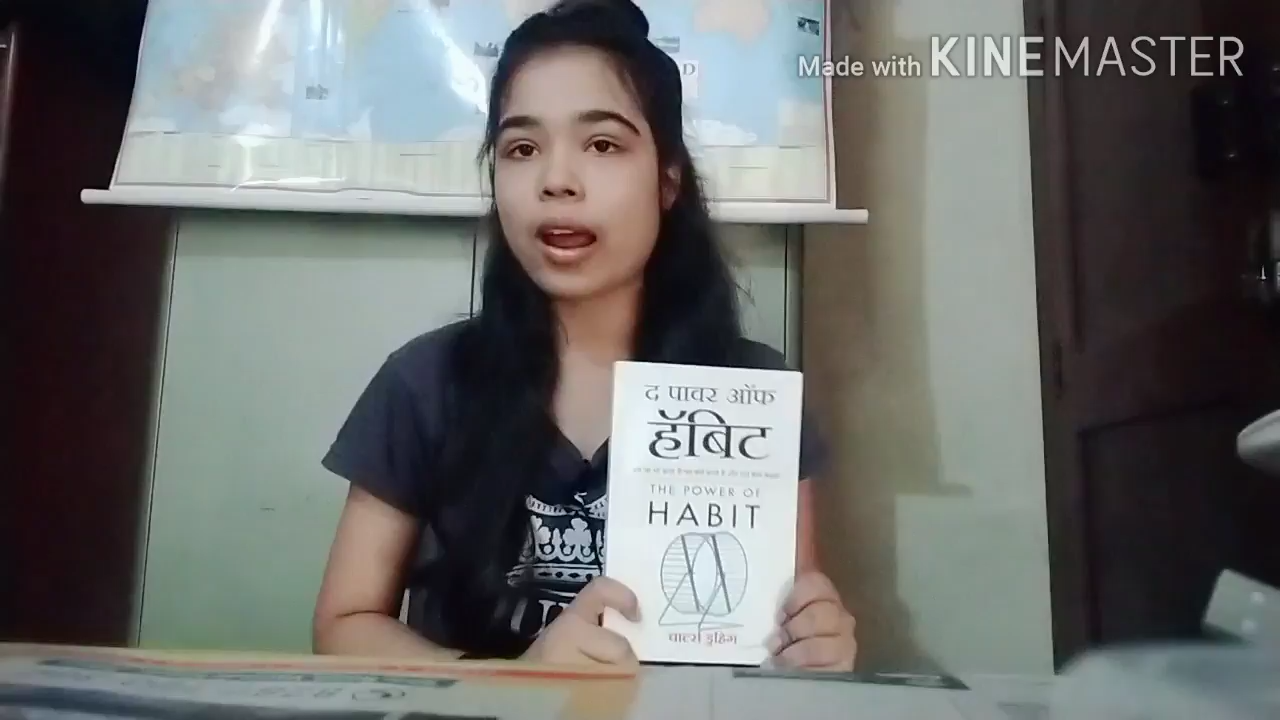 Made with KINEMASTER
द पावर ऑफ
हॅबिट
THE POWER OF
HABIT
चार्ल्स डुहिग